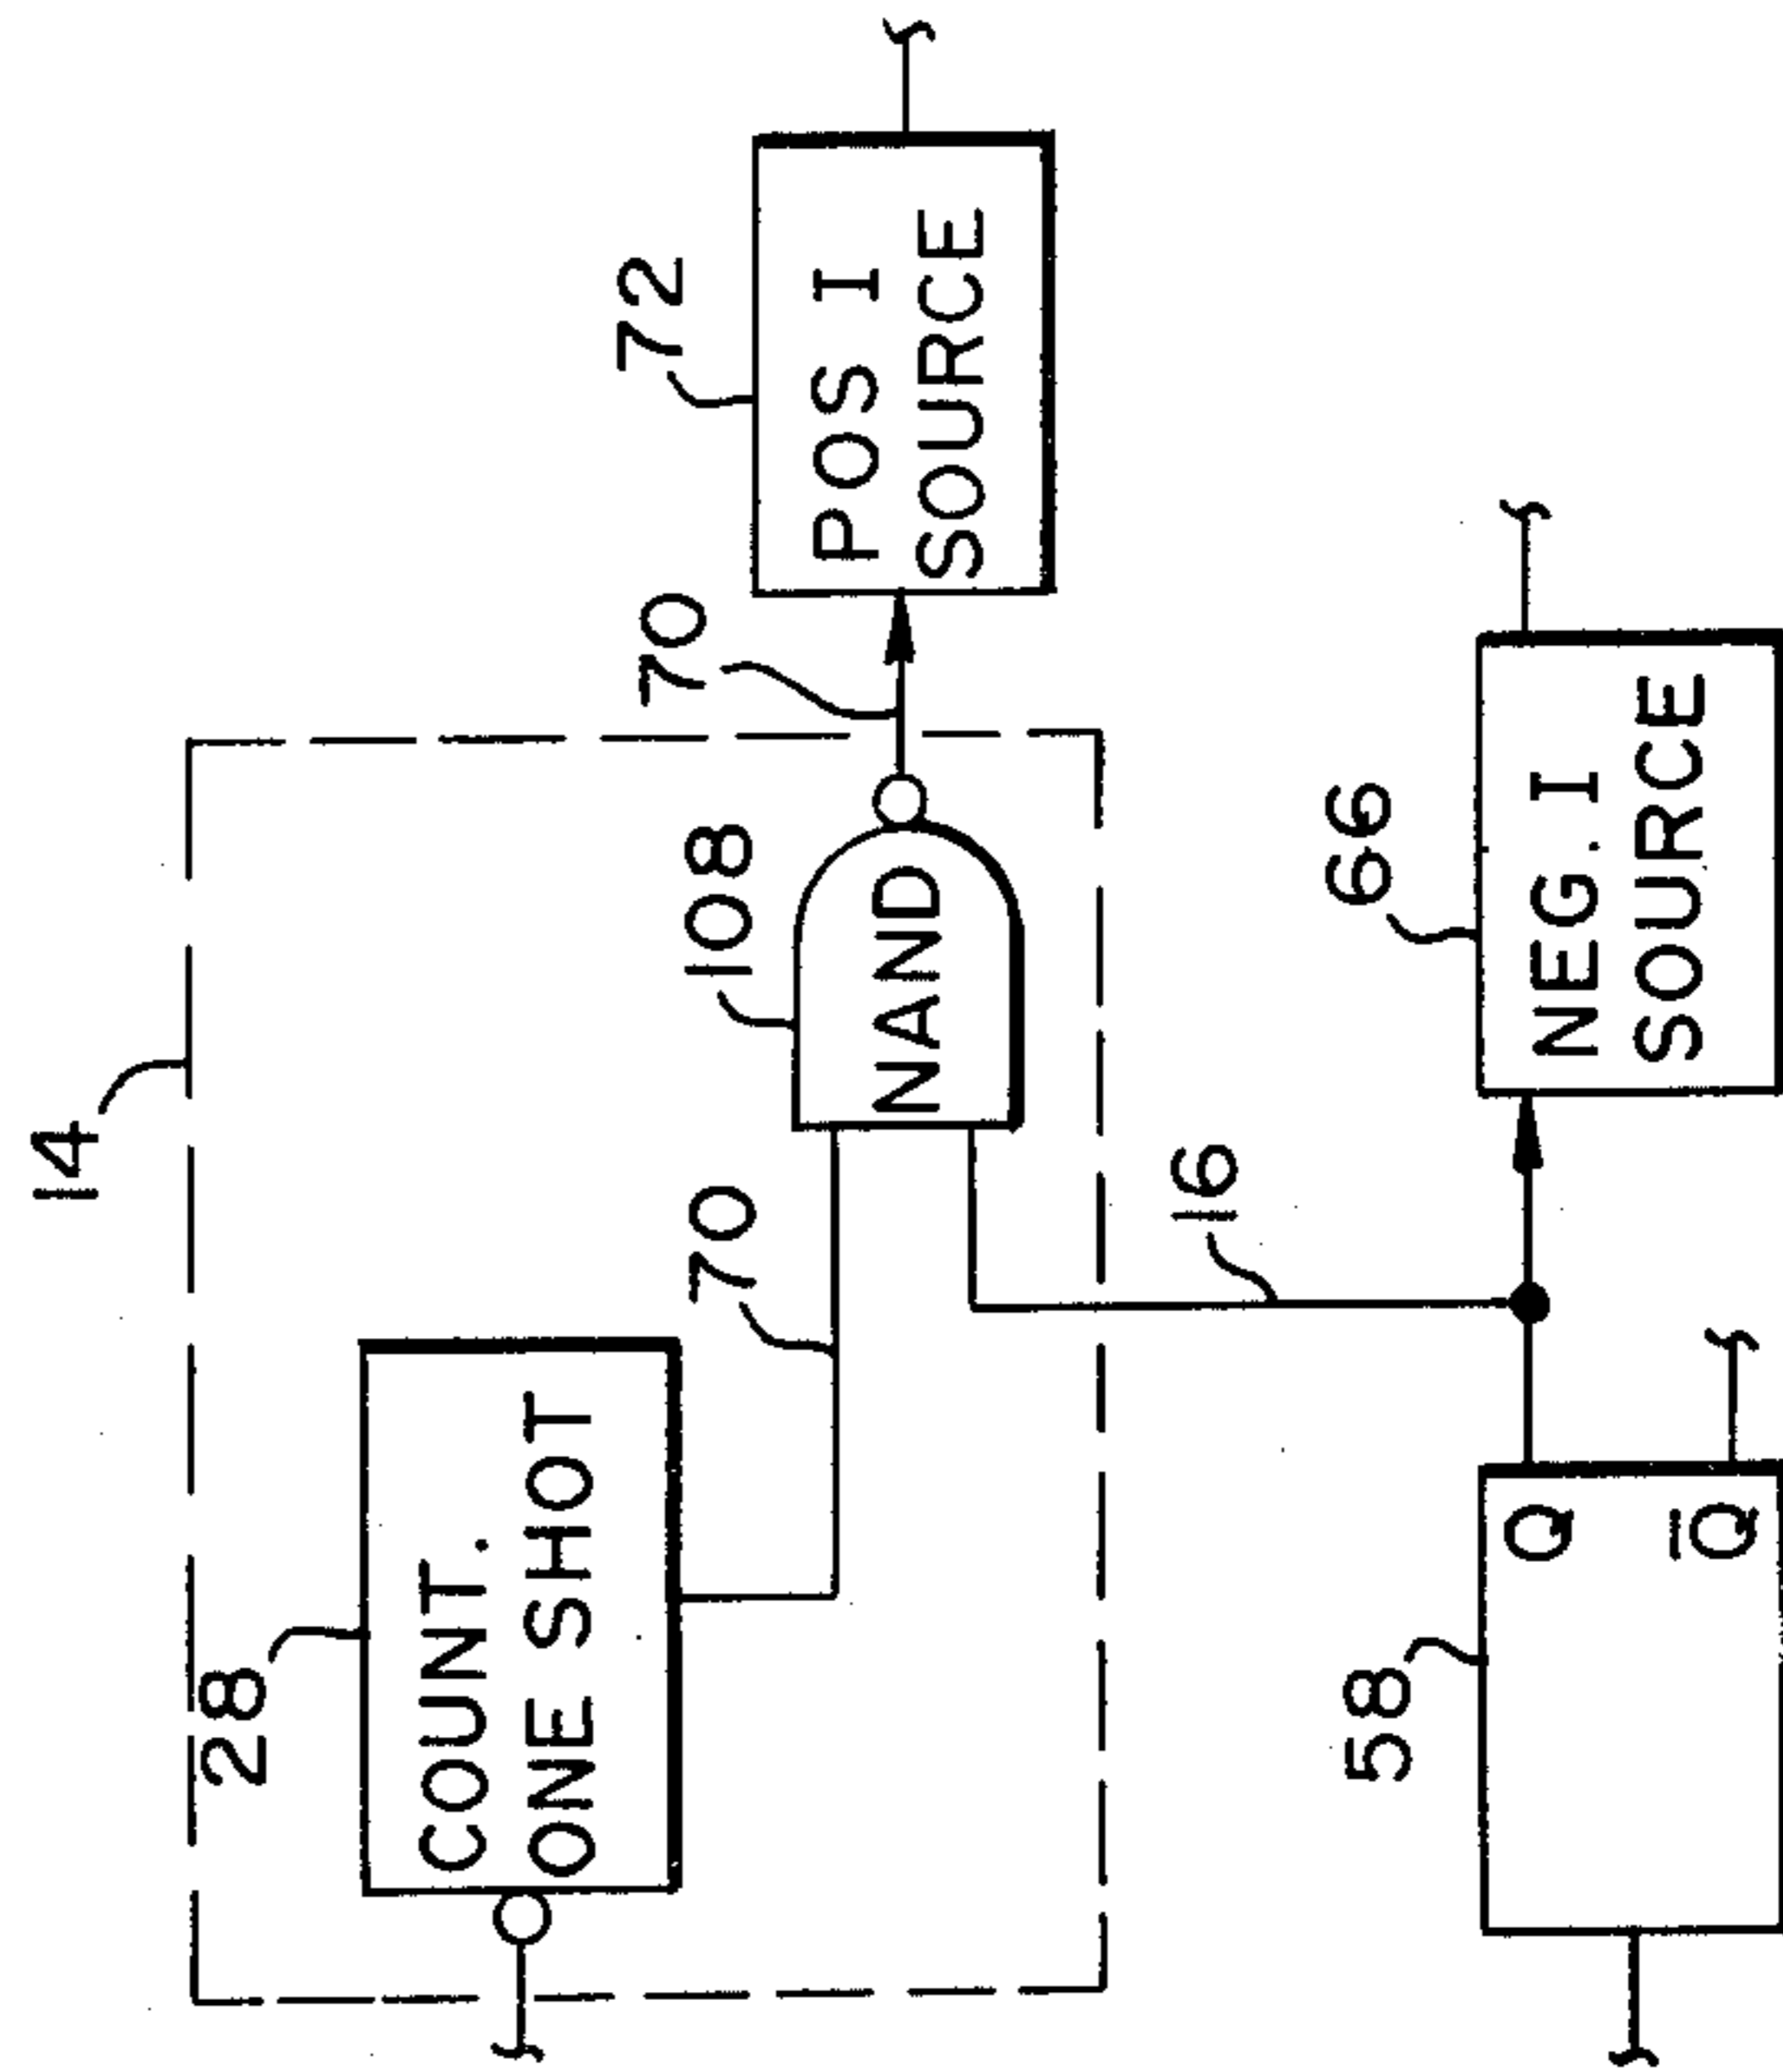 14
28
COUNT.
ONE SHOT
70
108
NAND
70
72
POS I
SOURCE
16
58
Q
Q̅
66
NEG. I
SOURCE